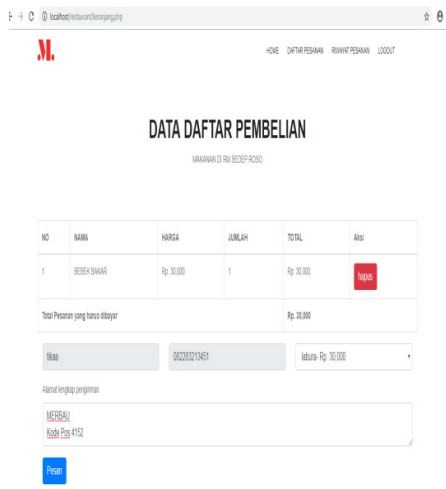 localhost/restaurant/keranjang.php
M.
HOME DAFTAR PESANAN RIWAYAT PESANAN LOGOUT
DATA DAFTAR PEMBELIAN
MAKANAN DI RM SEDEP ROSO
NO NAMA HARGA JUMLAH TOTAL Aksi
1 BEBEK BAKAR Rp. 30,000 1 Rp. 30,000 hapus
Total Pesanan yang harus dibayar Rp. 30,000
tikaa 082283213451 labura- Rp. 30,000
Alamat lengkap pengiriman
MERBAU
Kode Pos 4152
Pesan